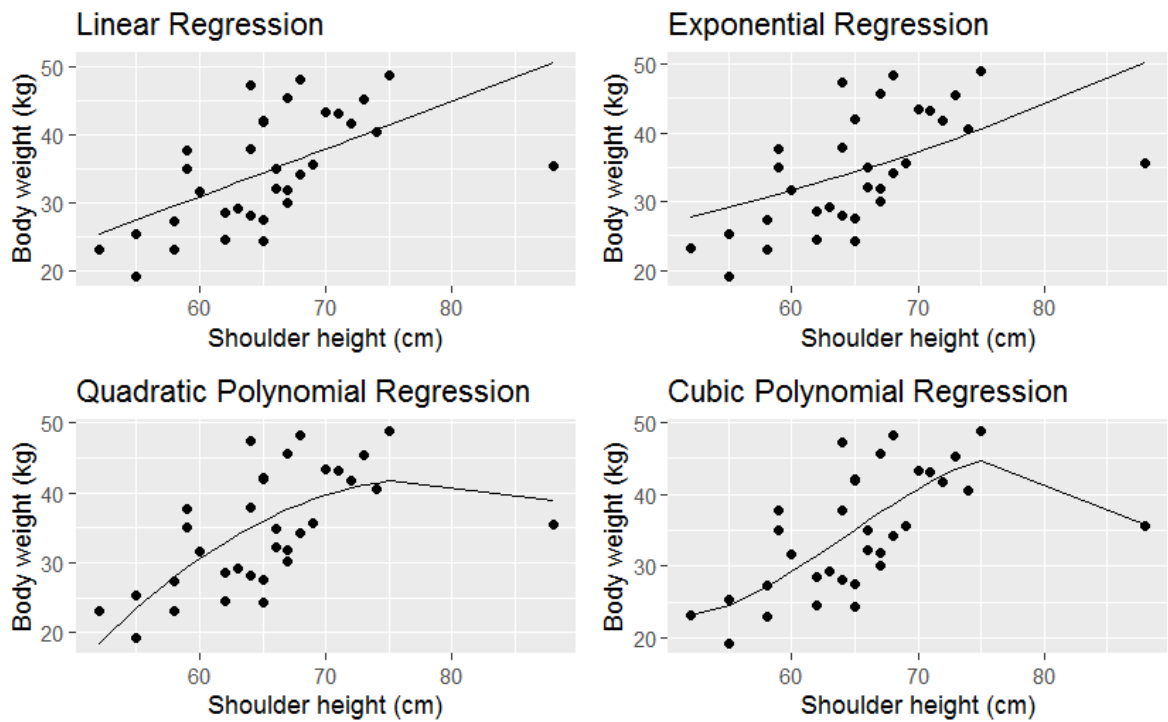 Linear Regression
50
40
30
20
Body weight (kg)
60 70 80
Shoulder height (cm)
Exponential Regression
50
40
30
20
Body weight (kg)
60 70 80
Shoulder height (cm)
Quadratic Polynomial Regression
50
40
30
20
Body weight (kg)
60 70 80
Shoulder height (cm)
Cubic Polynomial Regression
50
40
30
20
Body weight (kg)
60 70 80
Shoulder height (cm)